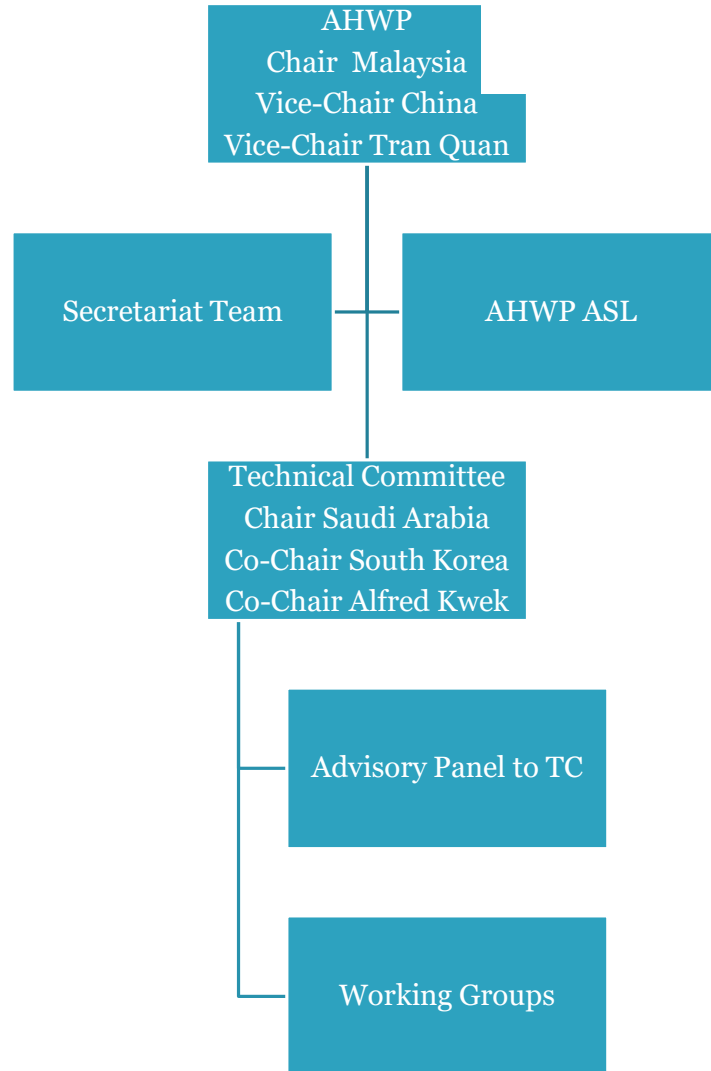 AHWP
Chair  Malaysia
Vice-Chair China
Vice-Chair Tran Quan
Secretariat Team
AHWP ASL
Technical Committee
Chair Saudi Arabia
Co-Chair South Korea
Co-Chair Alfred Kwek
Advisory Panel to TC
Working Groups